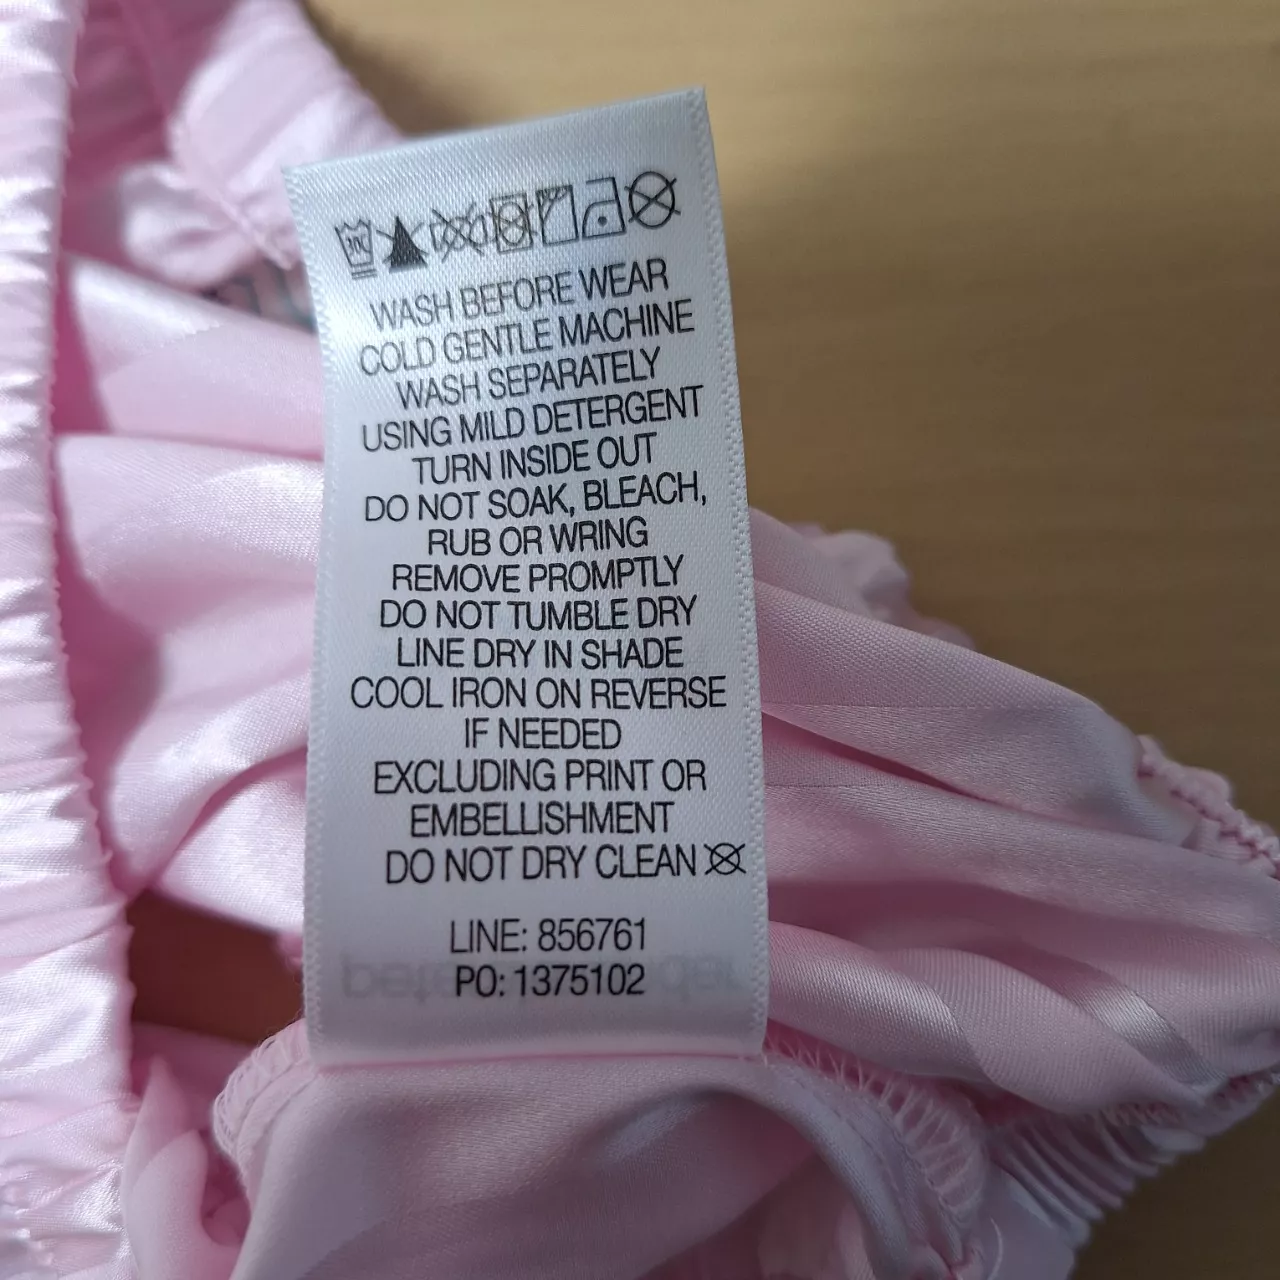 30
WASH BEFORE WEAR
COLD GENTLE MACHINE
WASH SEPARATELY
USING MILD DETERGENT
TURN INSIDE OUT
DO NOT SOAK, BLEACH,
RUB OR WRING
REMOVE PROMPTLY
DO NOT TUMBLE DRY
LINE DRY IN SHADE
COOL IRON ON REVERSE
IF NEEDED
EXCLUDING PRINT OR
EMBELLISHMENT
DO NOT DRY CLEAN
LINE: 856761
PO: 1375102